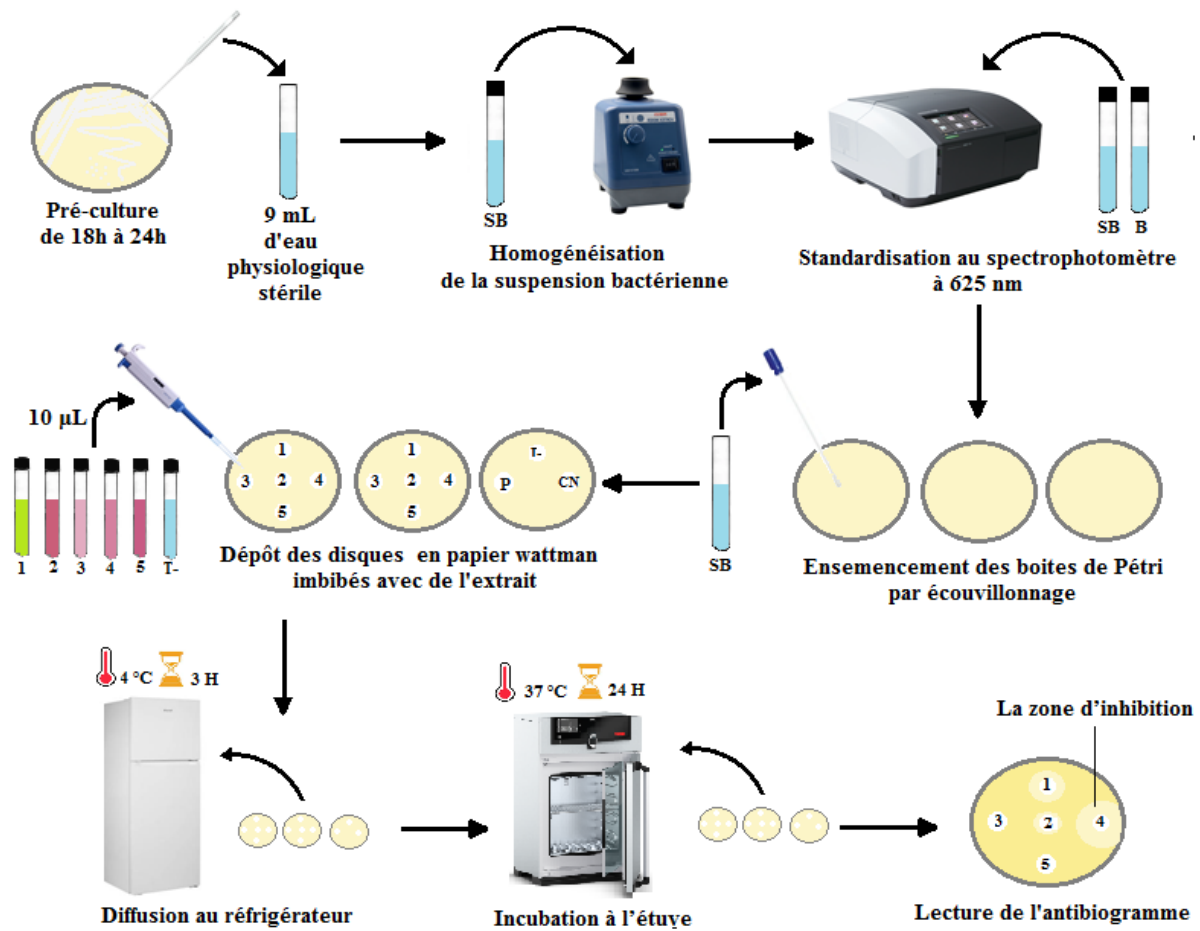 Pré-culture
de 18h à 24h
9 mL
d'eau
physiologique
stérile
SB
Homogénéisation
de la suspension bactérienne
SB
B
Standardisation au spectrophotomètre
à 625 nm
10 µL
1
2
3
4
5
T-
1
3
2
4
5
1
3
2
4
5
T-
P
CN
Dépôt des disques en papier wattman
imbibés avec de l'extrait
SB
Ensemencement des boites de Pétri
par écouvillonnage
4 °C
3 H
Diffusion au réfrigérateur
37 °C
24 H
Incubation à l'étuve
La zone d'inhibition
1
3
2
4
5
Lecture de l'antibiogramme